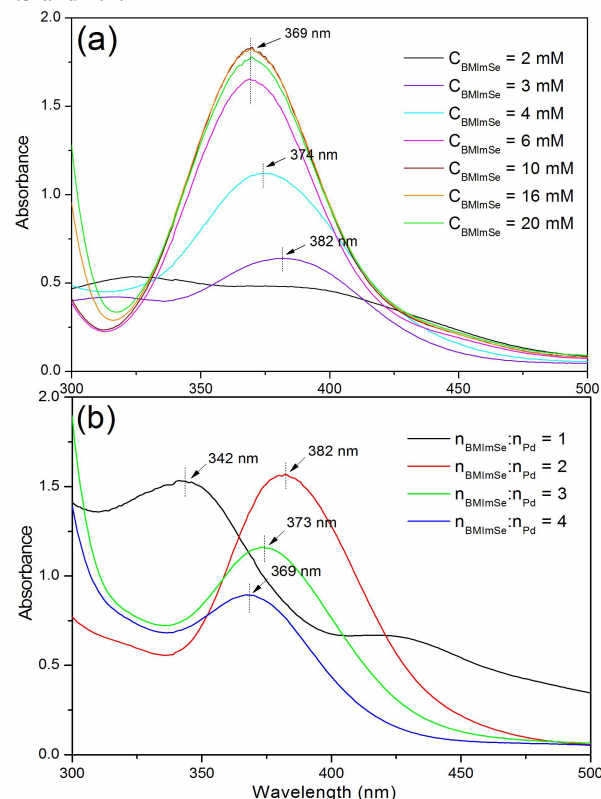 (a)
369 nm
374 nm
382 nm
C_BMImSe = 2 mM
C_BMImSe = 3 mM
C_BMImSe = 4 mM
C_BMImSe = 6 mM
C_BMImSe = 10 mM
C_BMImSe = 16 mM
C_BMImSe = 20 mM
Absorbance
2.0
1.5
1.0
0.5
0.0
300 350 400 450 500
(b)
342 nm
382 nm
373 nm
369 nm
n_BMImSe:n_Pd = 1
n_BMImSe:n_Pd = 2
n_BMImSe:n_Pd = 3
n_BMImSe:n_Pd = 4
Absorbance
2.0
1.5
1.0
0.5
0.0
300 350 400 450 500
Wavelength (nm)